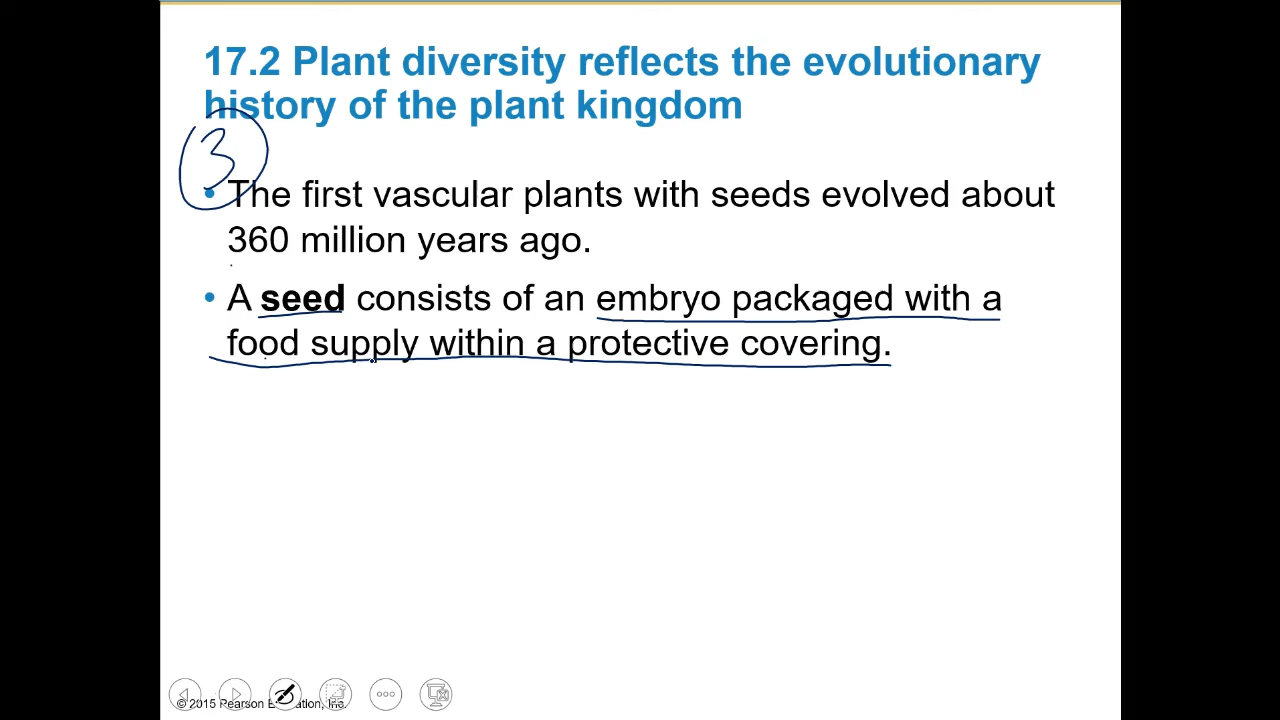 17.2 Plant diversity reflects the evolutionary
history of the plant kingdom
3
• The first vascular plants with seeds evolved about
360 million years ago.
• A seed consists of an embryo packaged with a
food supply within a protective covering.
© 2015 Pearson Inc.